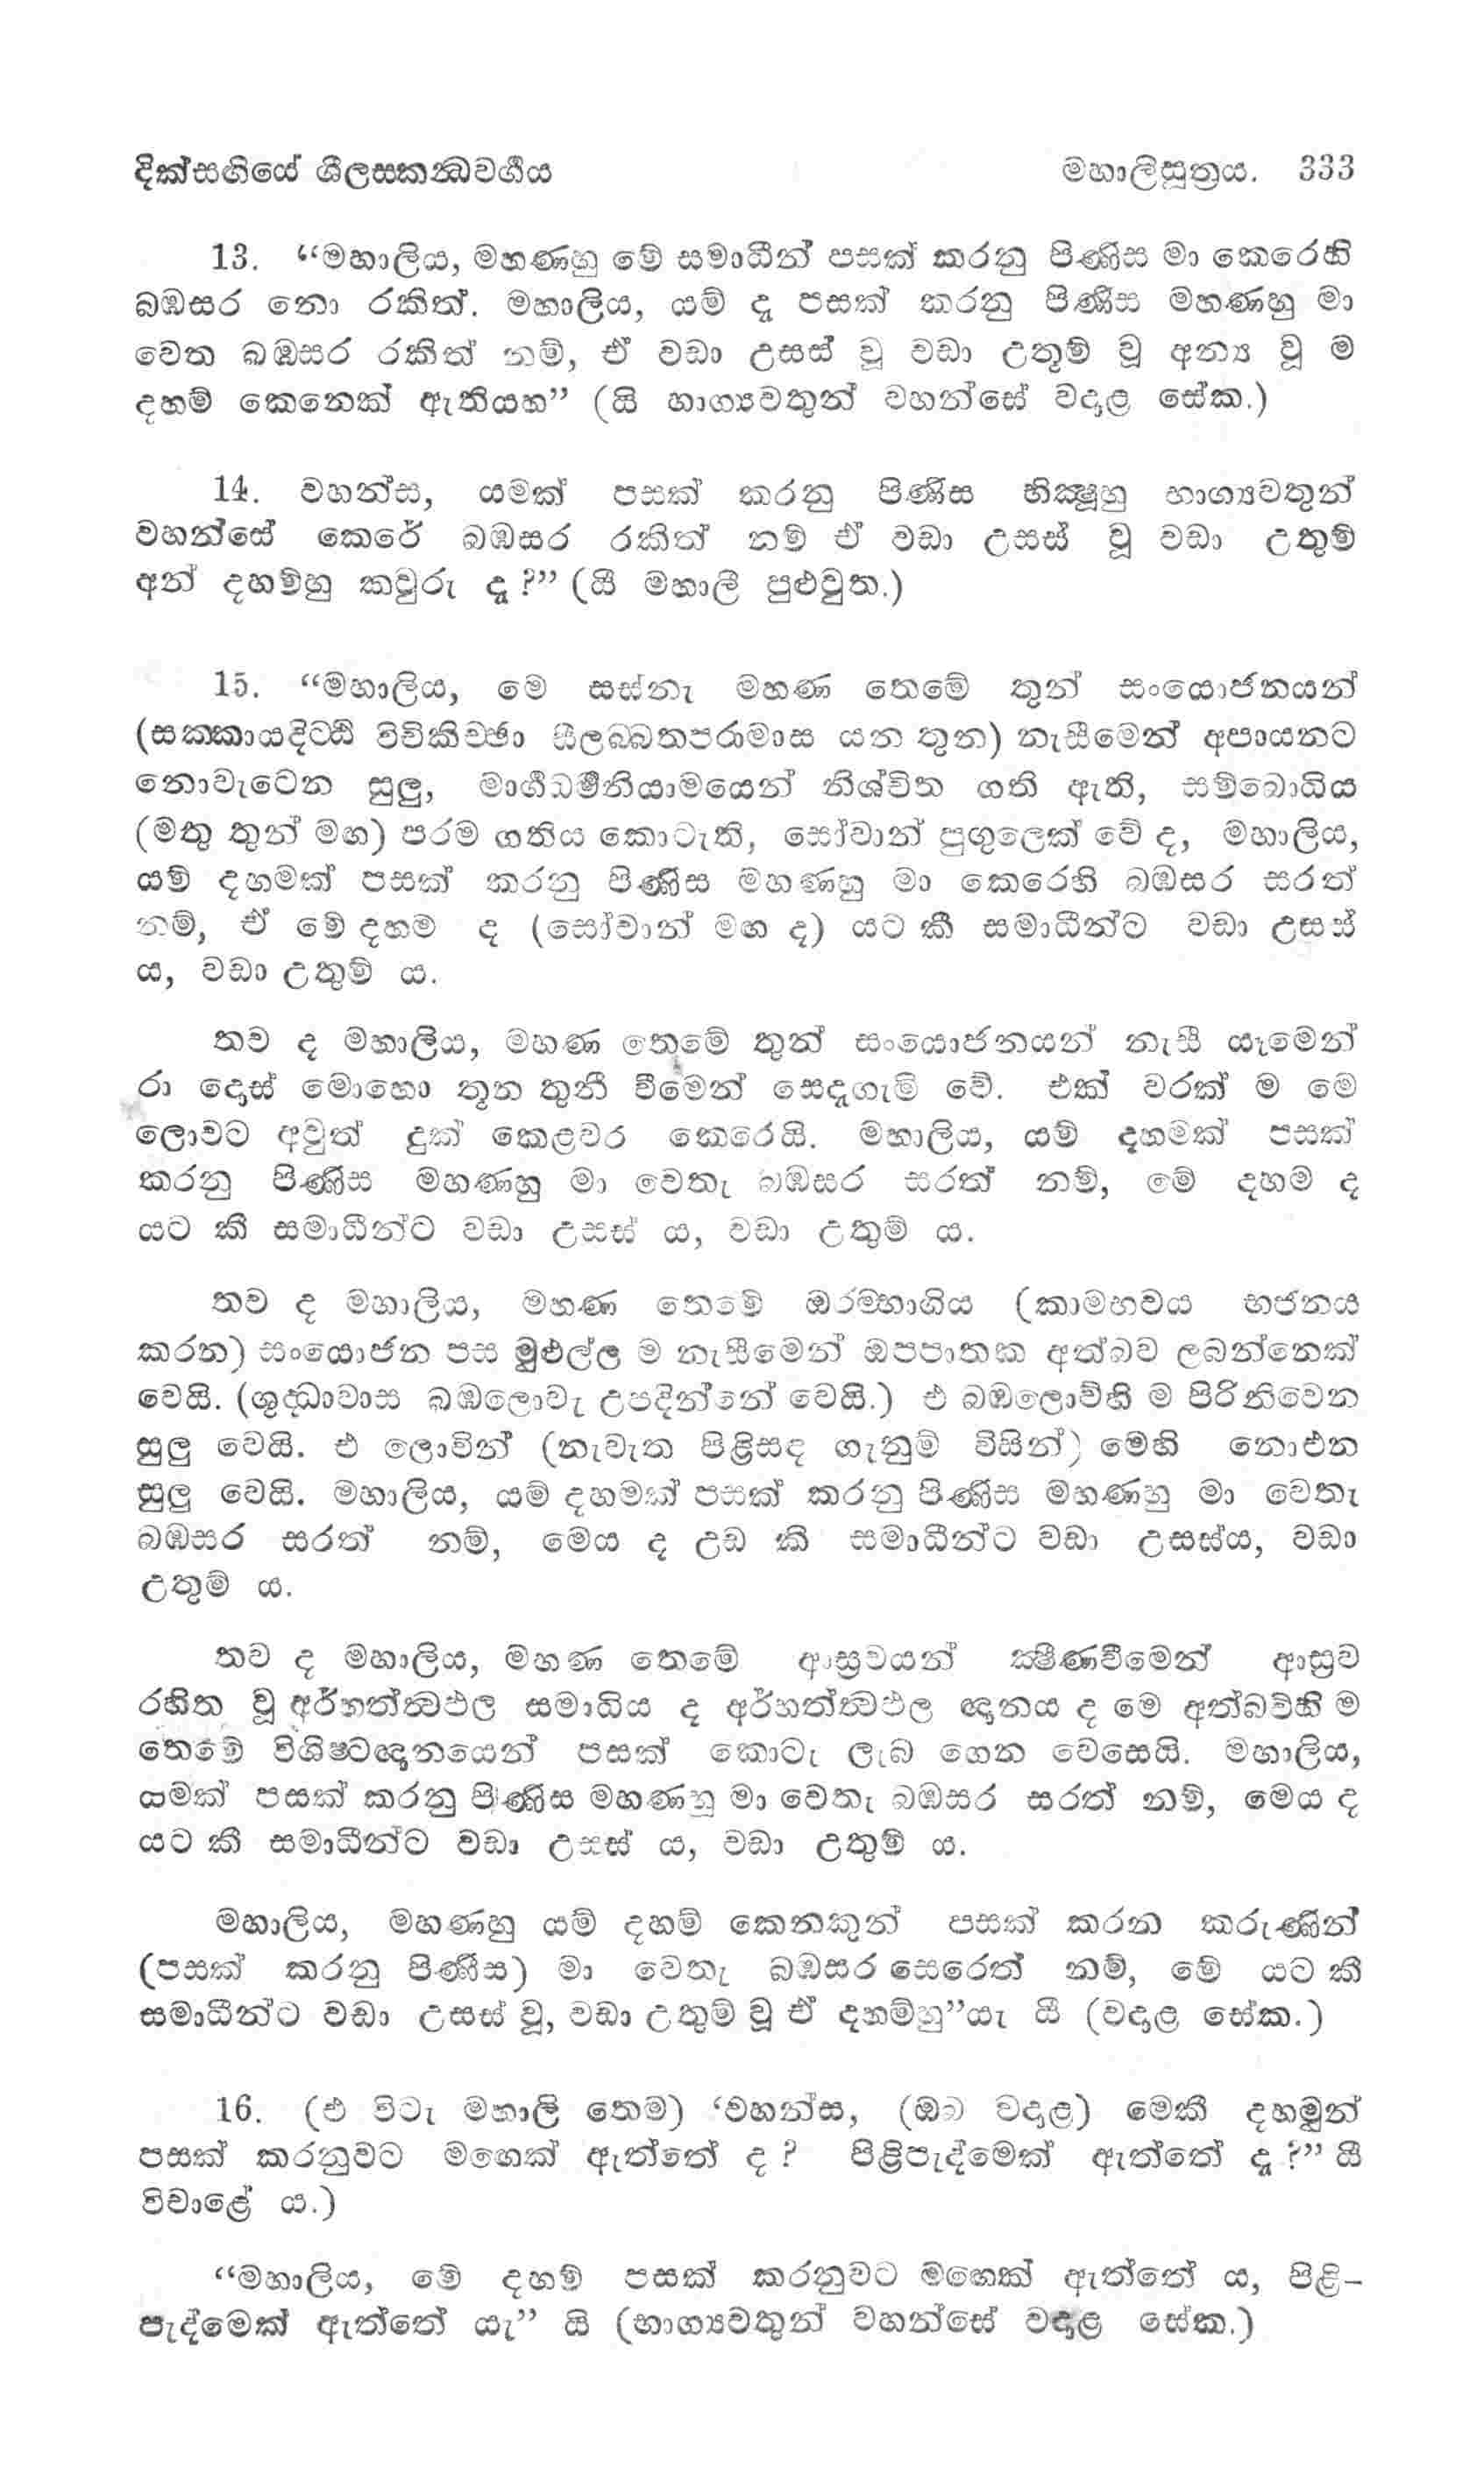 දික්සඟියේ ශීලසකන්ධවර්ගය මහාලිසූත්‍රය. 333
13. “මහාලිය, මහණහු මේ සමාධීන් පසක් කරනු පිණිස මා කෙරෙහි
බඹසර නො රකිත්. මහාලිය, යම් දෑ පසක් කරනු පිණිස මහණහු මා
වෙත බඹසර රකිත් නම්, ඒ වඩා උසස් වූ වඩා උතුම් වූ අන්‍ය වූ ම
දහම් කෙනෙක් ඇතියහ” (යි භාග්‍යවතුන් වහන්සේ වදාළ සේක.)
14. වහන්ස, යමක් පසක් කරනු පිණිස භික්‍ෂූහු භාග්‍යවතුන්
වහන්සේ කෙරේ බඹසර රකිත් නම් ඒ වඩා උසස් වූ වඩා උතුම්
අන් දහම්හු කවුරු ද?” (යී මහාලී පුළුවුත.)
15. “මහාලිය, මෙ සස්නැ මහණ තෙමේ තුන් සංයොජනයන්
(සක්කායදිට්ඨි විචිකිච්ඡා සීලබ්බතපරාමාස යන තුන) නැසීමෙන් අපායනට
නොවැටෙන සුලු, මාර්ගධර්මනියාමයෙන් නිශ්චිත ගති ඇති, සම්බොධිය
(මතු තුන් මඟ) පරම ගතිය කොටැති, සෝවාන් පුගුලෙක් වේ ද, මහාලිය,
යම් දහමක් පසක් කරනු පිණිස මහණහු මා කෙරෙහි බඹසර සරත්
නම්, ඒ මේ දහම ද (සෝවාන් මඟ ද) යට කී සමාධීන්ට වඩා උසස්
ය, වඩා උතුම් ය.
තව ද මහාලිය, මහණ තෙමේ තුන් සංයොජනයන් නැසී යෑමෙන්
රා දොස් මොහො තුන තුනී වීමෙන් සෙදැගැමි වේ. එක් වරක් ම මෙ
ලොවට අවුත් දුක් කෙළවර කෙරෙයි. මහාලිය, යම් දහමක් පසක්
කරනු පිණිස මහණහු මා වෙතැ බඹසර සරත් නම්, මේ දහම ද
යට කී සමාධීන්ට වඩා උසස් ය, වඩා උතුම් ය.
තව ද මහාලිය, මහණ තෙමේ ඔරම්භාගිය (කාමභවය භජනය
කරන) සංයොජන පස මුළුල්ල ම නැසීමෙන් ඔපපාතක අත්බව ලබන්නෙක්
වෙයි. (ශුද්ධාවාස බඹලොවැ උපදින්නේ වෙයි.) එ බඹලොව්හි ම පිරිනිවෙන
සුලු වෙයි. එ ලොවින් (නැවැත පිළිසඳ ගැනුම් විසින්) මෙහි නොඑන
සුලු වෙයි. මහාලිය, යම් දහමක් පසක් කරනු පිණිස මහණහු මා වෙතැ
බඹසර සරත් නම්, මෙය ද උඩ කි සමාධීන්ට වඩා උසස්ය, වඩා
උතුම් ය.
තව ද මහාලිය, මහණ තෙමේ ආස්‍රවයන් ක්‍ෂීණවීමෙන් ආස්‍රව
රහිත වූ අර්හත්ත්‍වඵල සමාධිය ද අර්හත්ත්‍වඵල ඥානය ද මෙ අත්බව්හි ම
තෙමේ විශිෂ්ටඥානයෙන් පසක් කොටැ ලැබ ගෙන වෙසෙයි. මහාලිය,
යමක් පසක් කරනු පිණිස මහණහු මා වෙතැ බඹසර සරත් නම්, මෙය ද
යට කී සමාධීන්ට වඩා උසස් ය, වඩා උතුම් ය.
මහාලිය, මහණහු යම් දහම් කෙනකුන් පසක් කරන කරුණින්
(පසක් කරනු පිණිස) මා වෙතැ බඹසර සෙරෙත් නම්, මේ යට කී
සමාධීන්ට වඩා උසස් වූ, වඩා උතුම් වූ ඒ දහම්හු”යැ යී (වදාළ සේක.)
16. (එ විටැ මහාලි තෙම) ‘වහන්ස, (ඔබ වදාළ) මෙකී දහමුන්
පසක් කරනුවට මඟෙක් ඇත්තේ ද? පිළිපැද්මෙක් ඇත්තේ ද?” යී
විචාළේ ය.)
“මහාලිය, මේ දහම් පසක් කරනුවට මඟෙක් ඇත්තේ ය, පිළි-
පැද්මෙක් ඇත්තේ යැ” යි (භාග්‍යවතුන් වහන්සේ වදාළ සේක.)